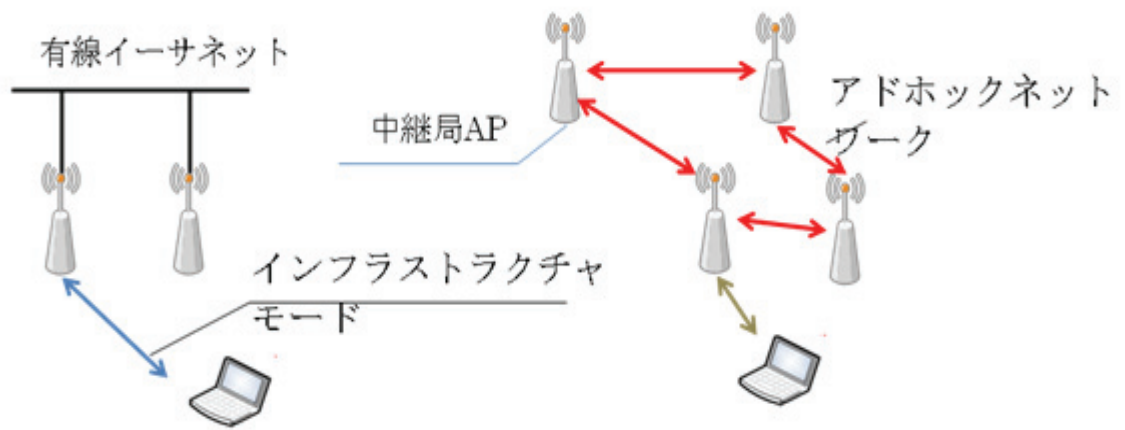 有線イーサネット
中継局AP
アドホックネット
ワーク
インフラストラクチャ
モード